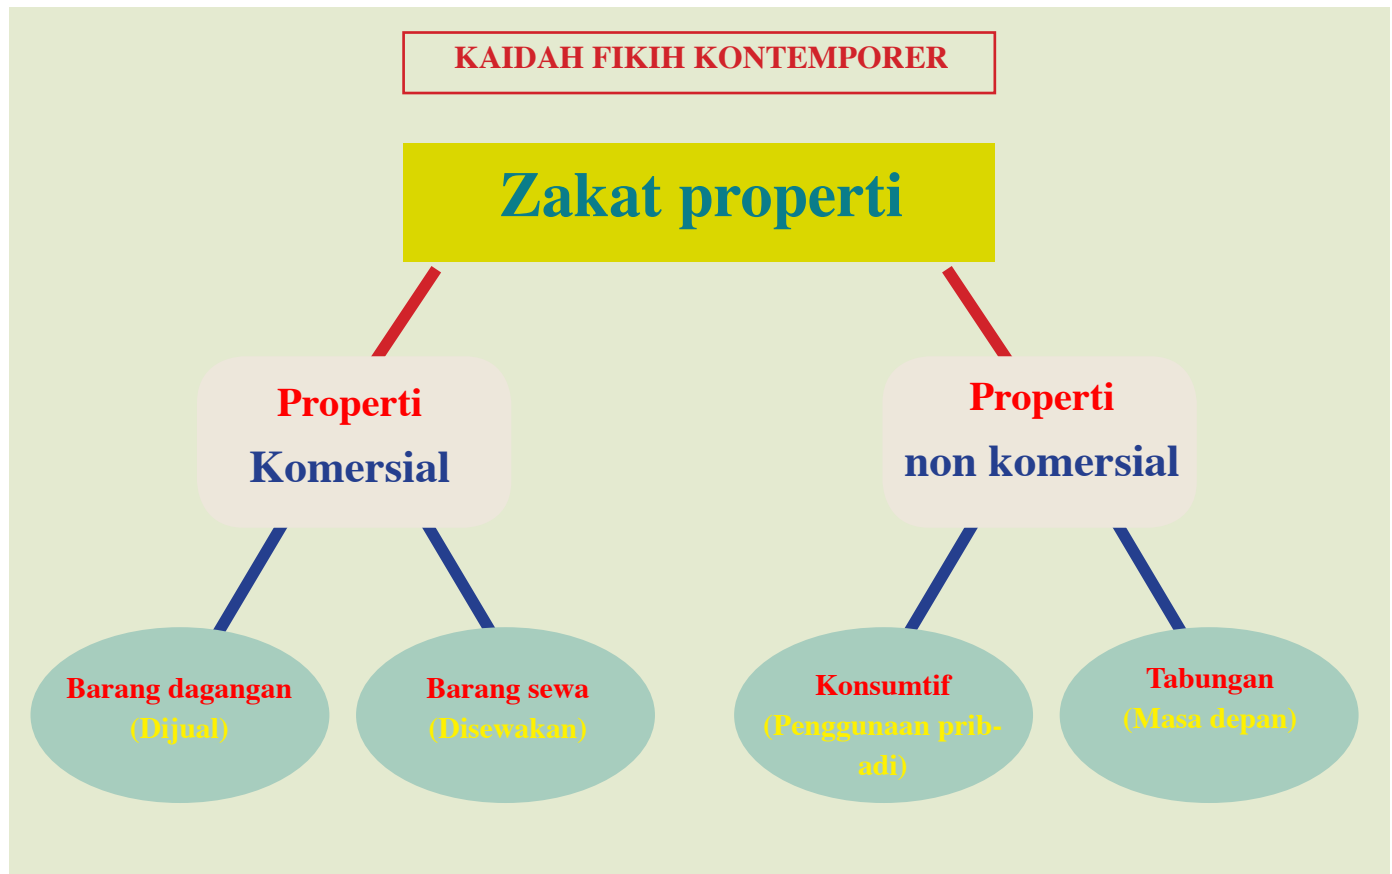 KAIDAH FIKIH KONTEMPORER
Zakat properti
Properti
Komersial
Properti
non komersial
Barang dagangan
(Dijual)
Barang sewa
(Disewakan)
Konsumtif
(Penggunaan prib-
adi)
Tabungan
(Masa depan)